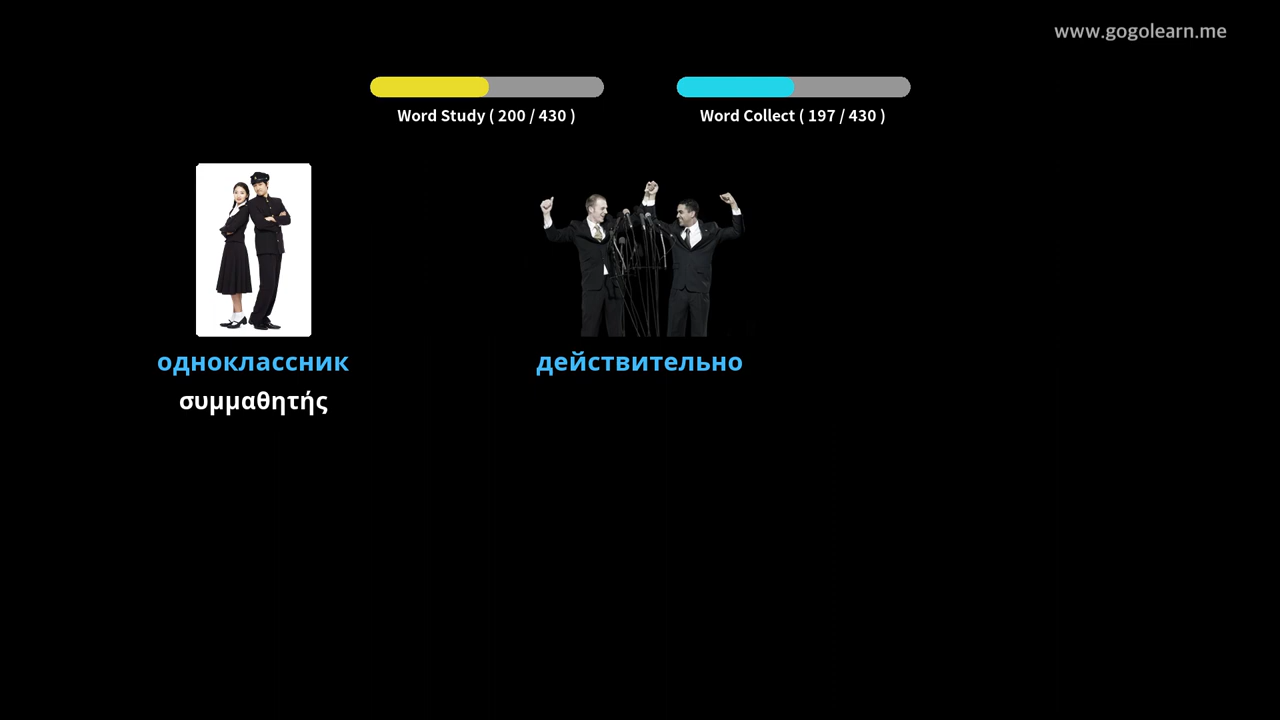 www.gogolearn.me
Word Study ( 200 / 430 )
Word Collect ( 197 / 430 )
одноклассник
συμμαθητής
действительно